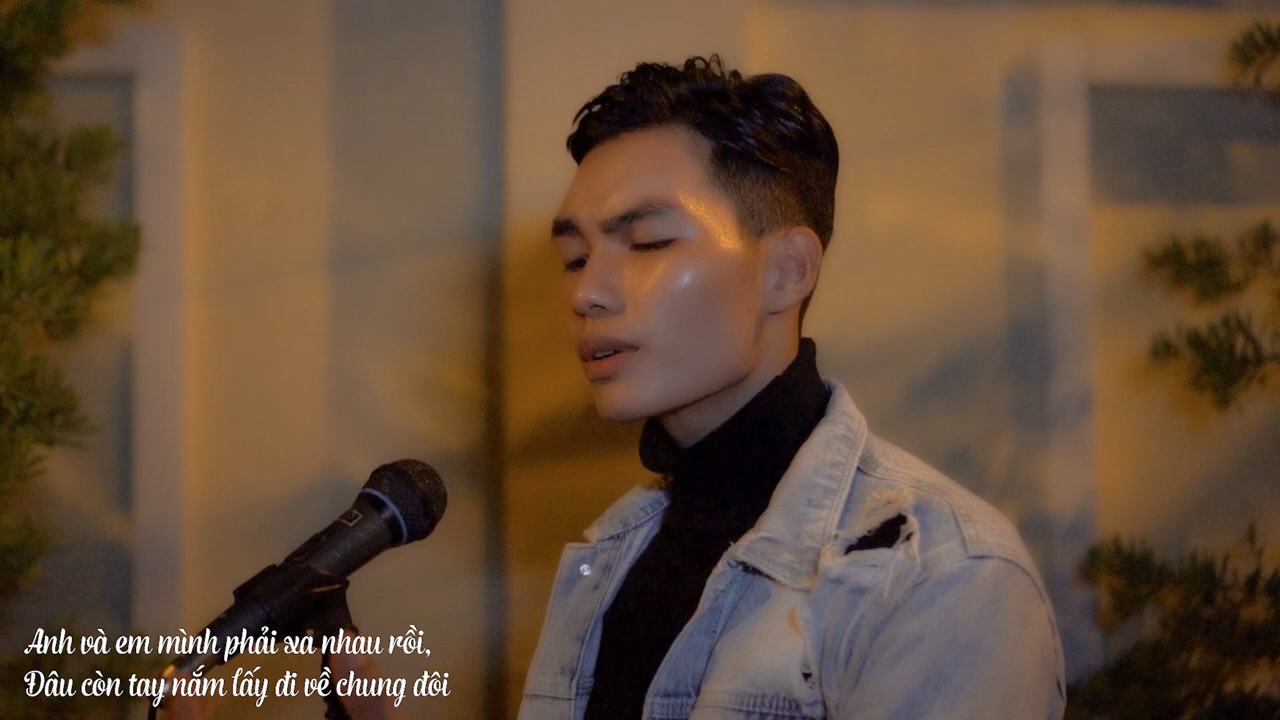 Anh và em mình phải xa nhau rồi,
Đâu còn tay nắm lấy đi về chung đôi